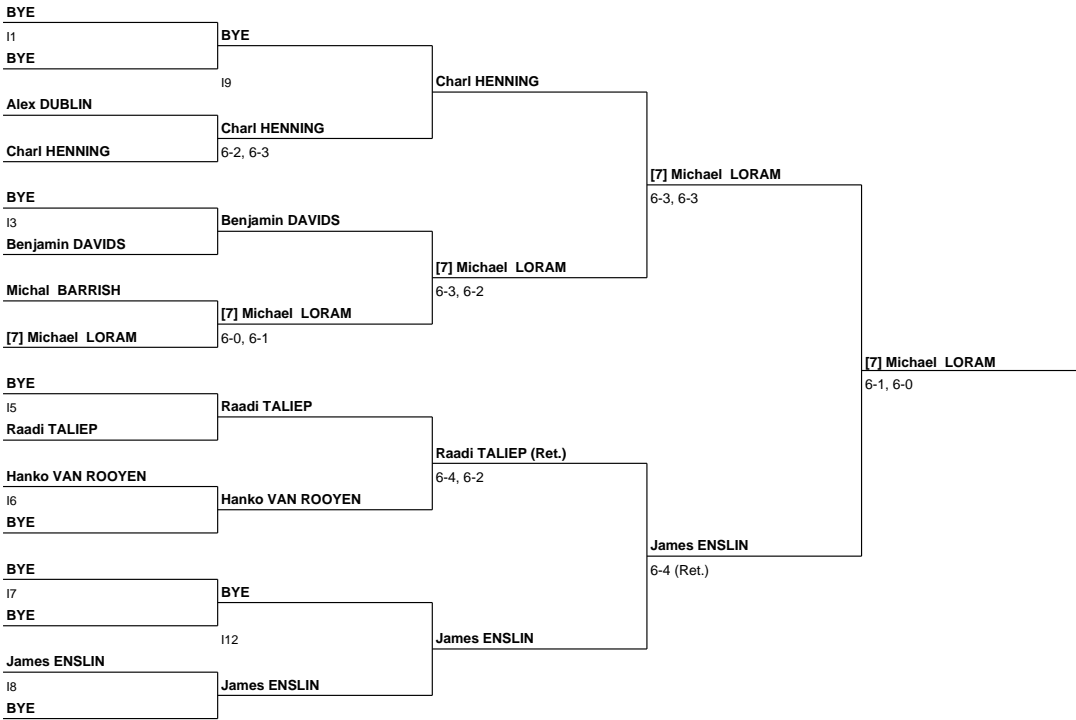 BYE
I1
BYE
BYE
I9
Alex DUBLIN
Charl HENNING
Charl HENNING
6-2, 6-3
Charl HENNING
BYE
I3
Benjamin DAVIDS
Benjamin DAVIDS
Michal BARRISH
[7] Michael LORAM
[7] Michael LORAM
6-0, 6-1
[7] Michael LORAM
6-3, 6-2
[7] Michael LORAM
6-3, 6-3
BYE
I5
Raadi TALIEP
Raadi TALIEP
Hanko VAN ROOYEN
I6
BYE
Hanko VAN ROOYEN
Raadi TALIEP (Ret.)
6-4, 6-2
BYE
I7
BYE
BYE
I12
James ENSLIN
I8
BYE
James ENSLIN
James ENSLIN
James ENSLIN
6-4 (Ret.)
[7] Michael LORAM
6-1, 6-0